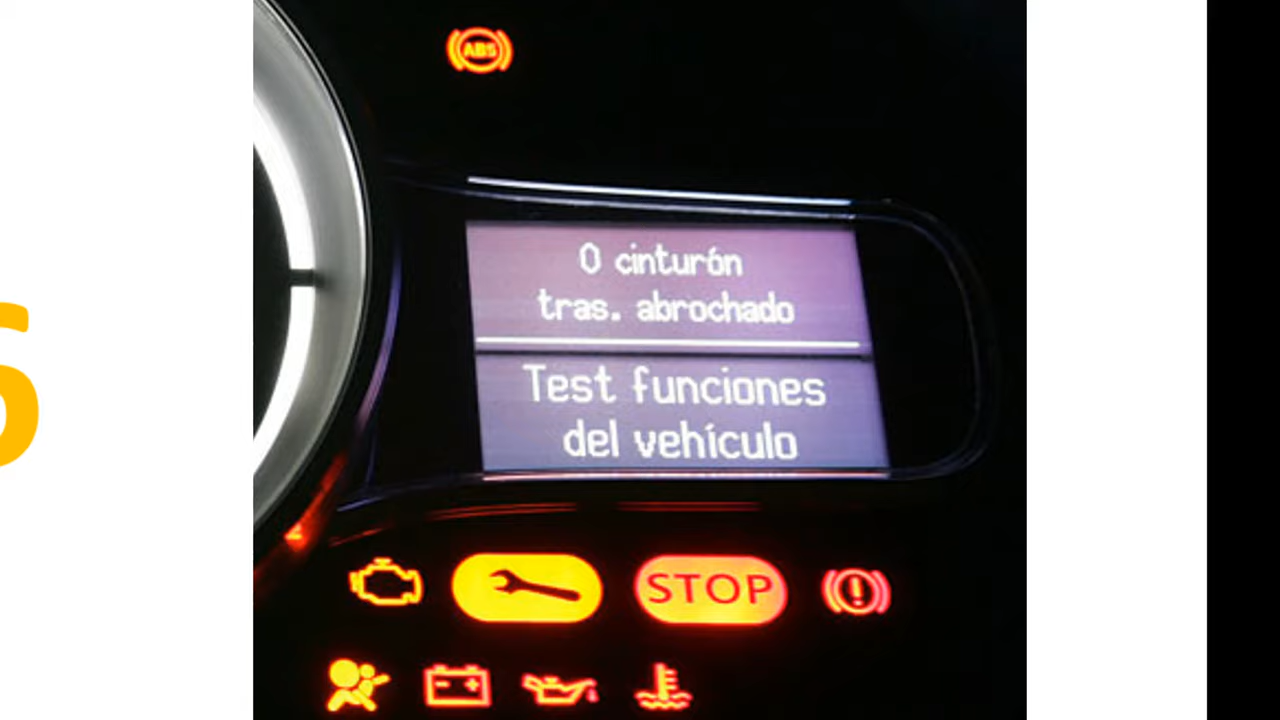 ABS
0 cinturón
tras. abrochado
Test funciones
del vehículo
STOP